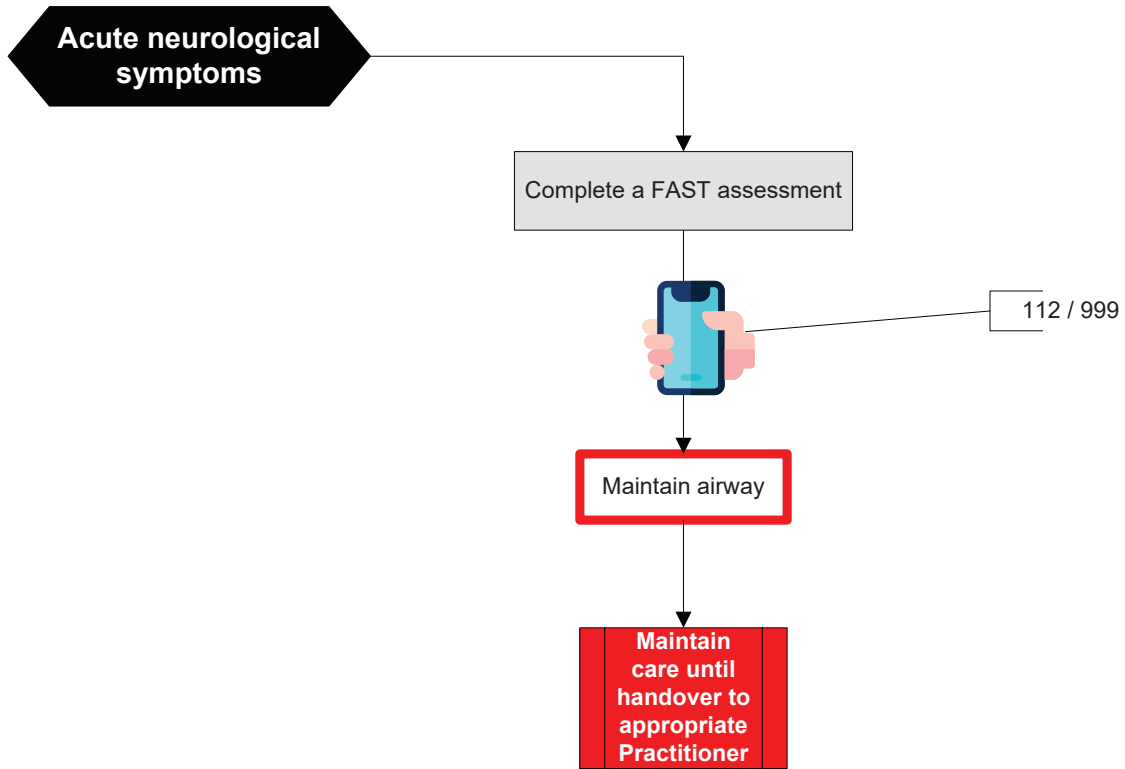 Acute neurological
symptoms
Complete a FAST assessment
112 / 999
Maintain airway
Maintain
care until
handover to
appropriate
Practitioner